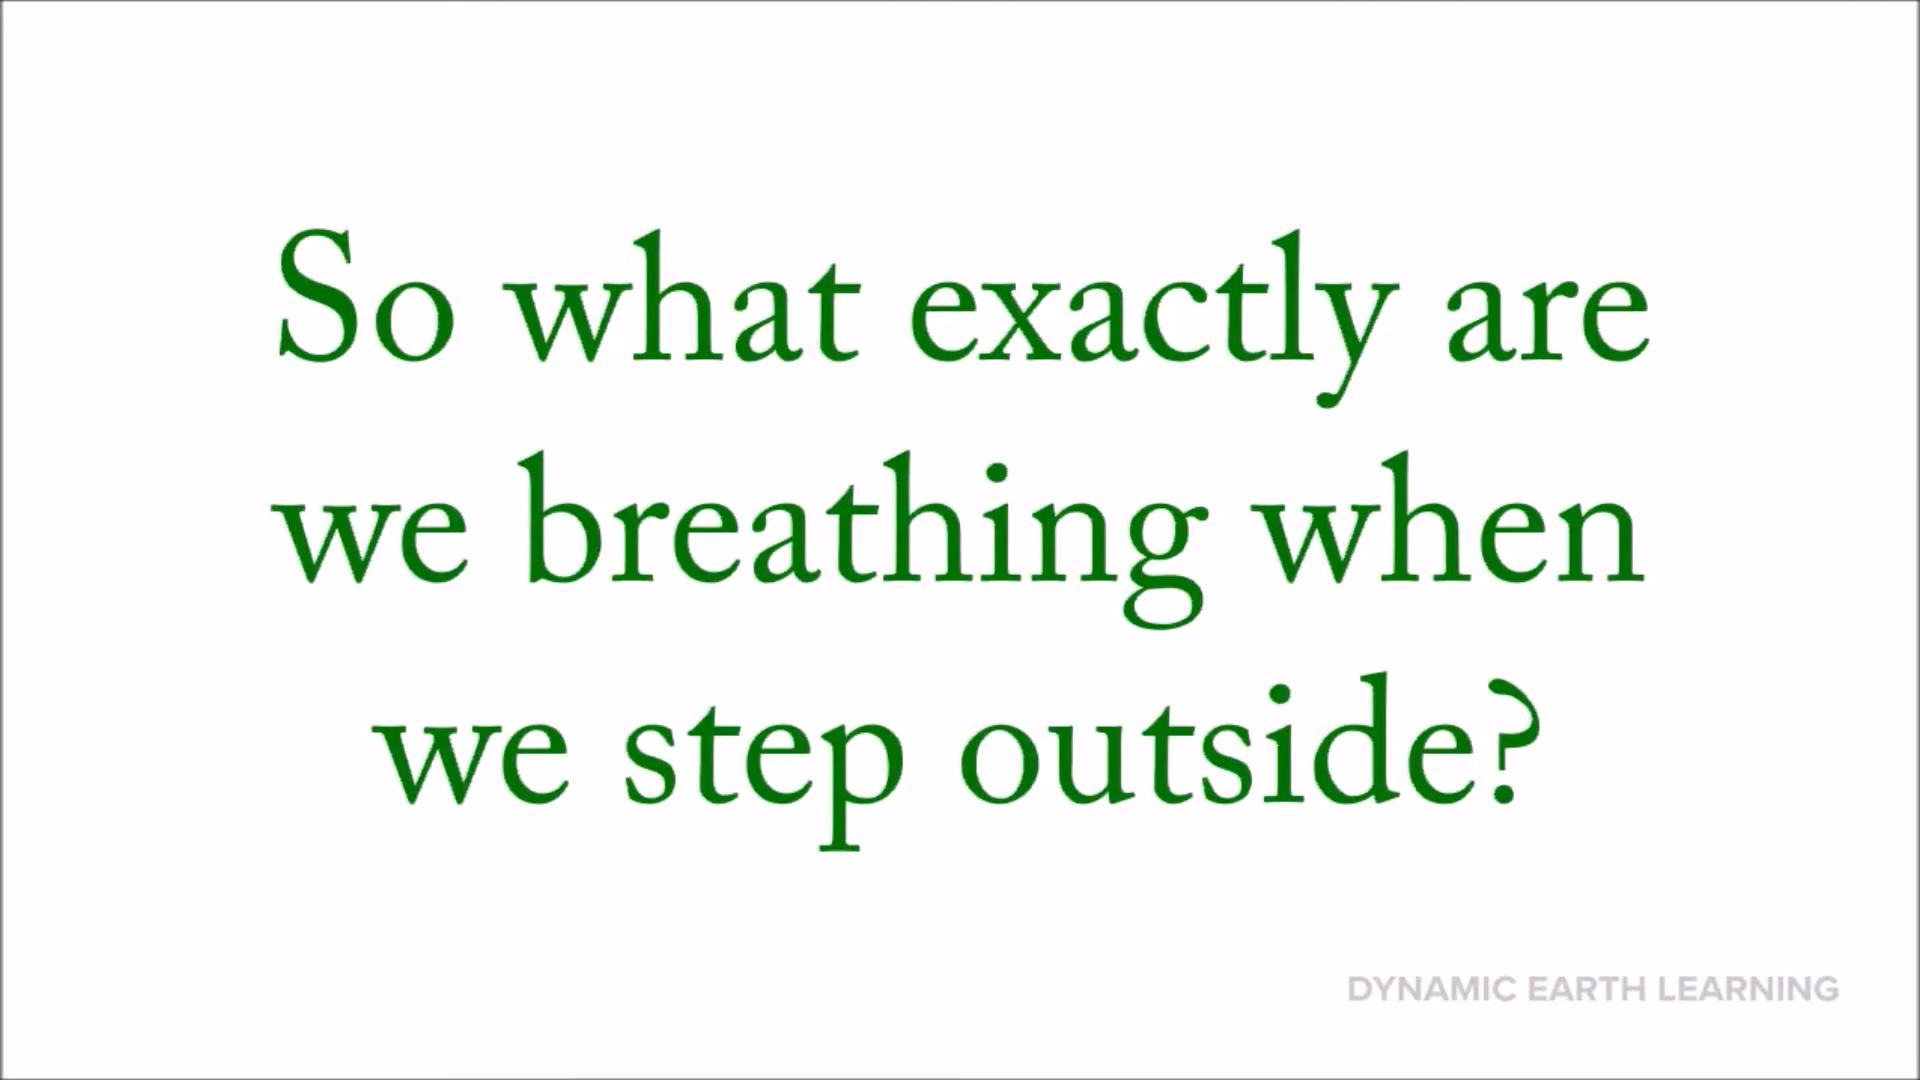 So what exactly are
we breathing when
we step outside?
DYNAMIC EARTH LEARNING